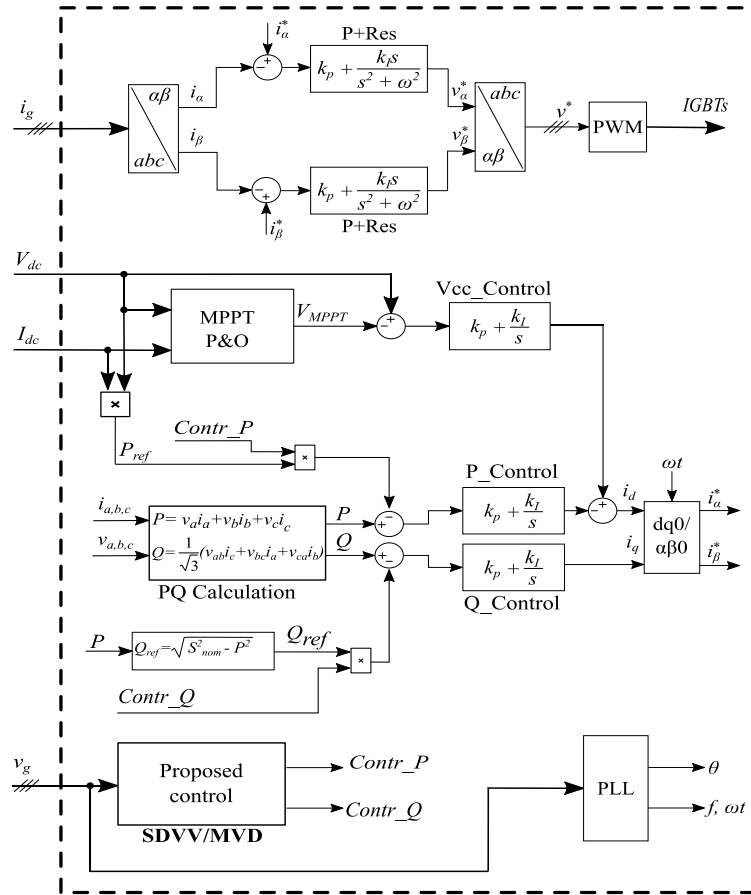 i*α
P+Res
kp + kIs / s² + ω²
αβ
iα
v*α
abc
ig
v*
PWM
IGBTs
iβ
v*β
abc
αβ
kp + kIs / s² + ω²
i*β
P+Res
Vdc
Vcc_Control
MPPT
P&O
VMPPT
kp + kI / s
Idc
×
Contr_P
Pref
×
P_Control
ωt
ia,b,c
P = vaia+vbib+vcic
P
kp + kI / s
id
i*α
va,b,c
Q = 1/√3 (vabic+vbcia+vcaib)
Q
dq0/
αβ0
iq
i*β
kp + kI / s
PQ Calculation
Q_Control
P
Qref = √S²nom - P²
Qref
×
Contr_Q
vg
Proposed
control
Contr_P
Contr_Q
SDVV/MVD
PLL
θ
f, ωt